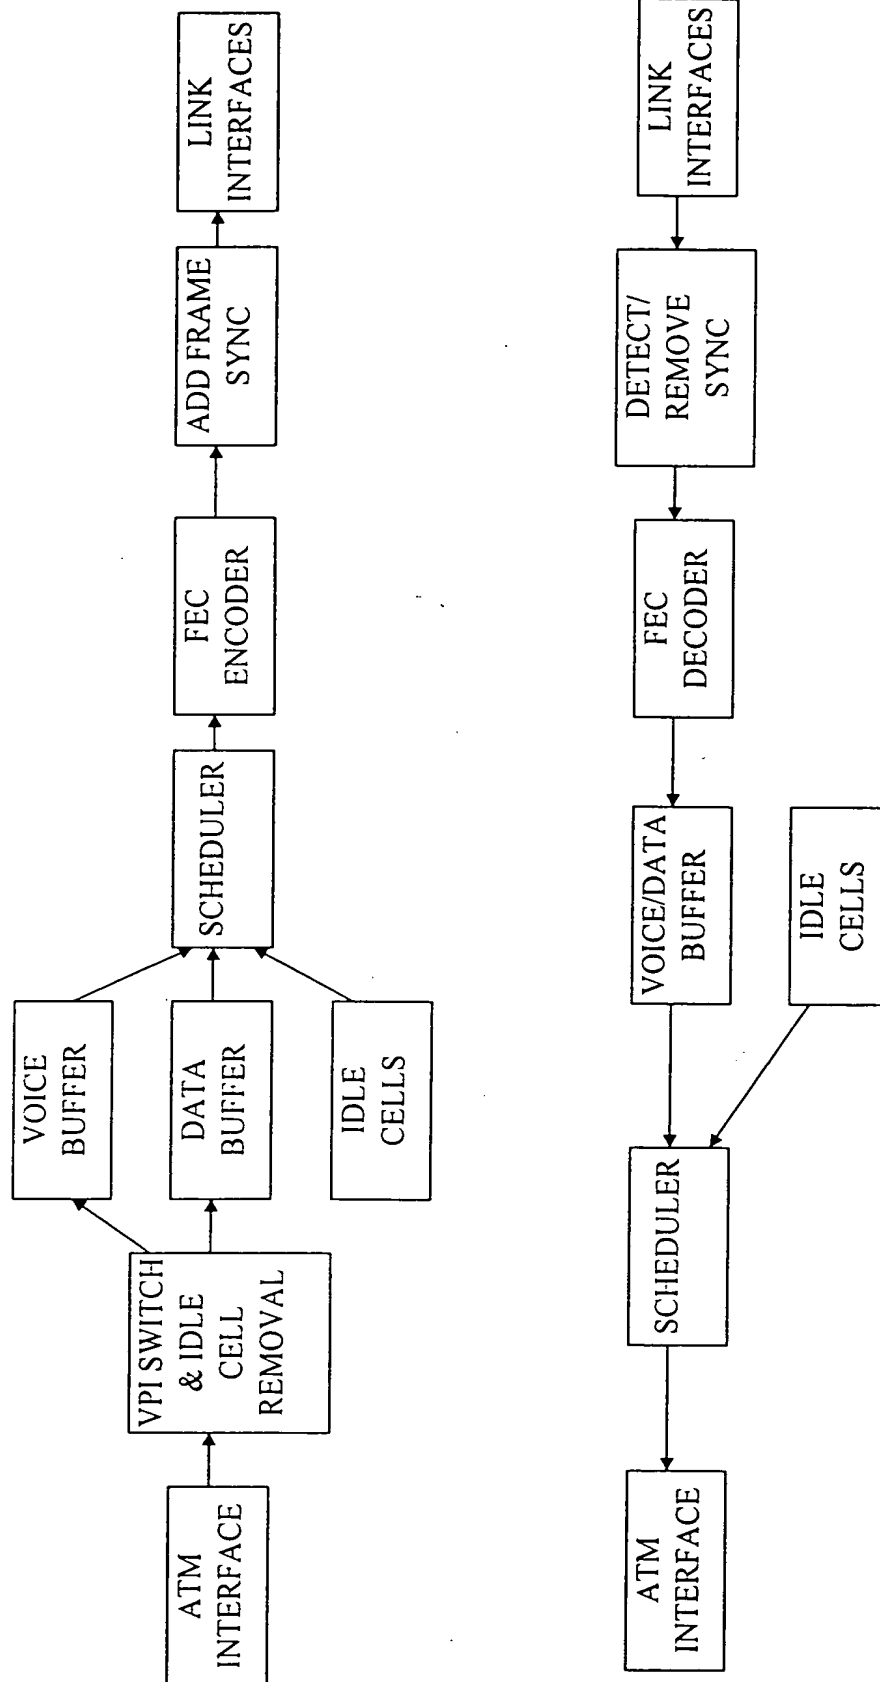 ATM
INTERFACE
VPI SWITCH
& IDLE
CELL
REMOVAL
VOICE
BUFFER
DATA
BUFFER
IDLE
CELLS
SCHEDULER
FEC
ENCODER
ADD FRAME
SYNC
LINK
INTERFACES
ATM
INTERFACE
SCHEDULER
VOICE/DATA
BUFFER
IDLE
CELLS
FEC
DECODER
DETECT/
REMOVE
SYNC
LINK
INTERFACES